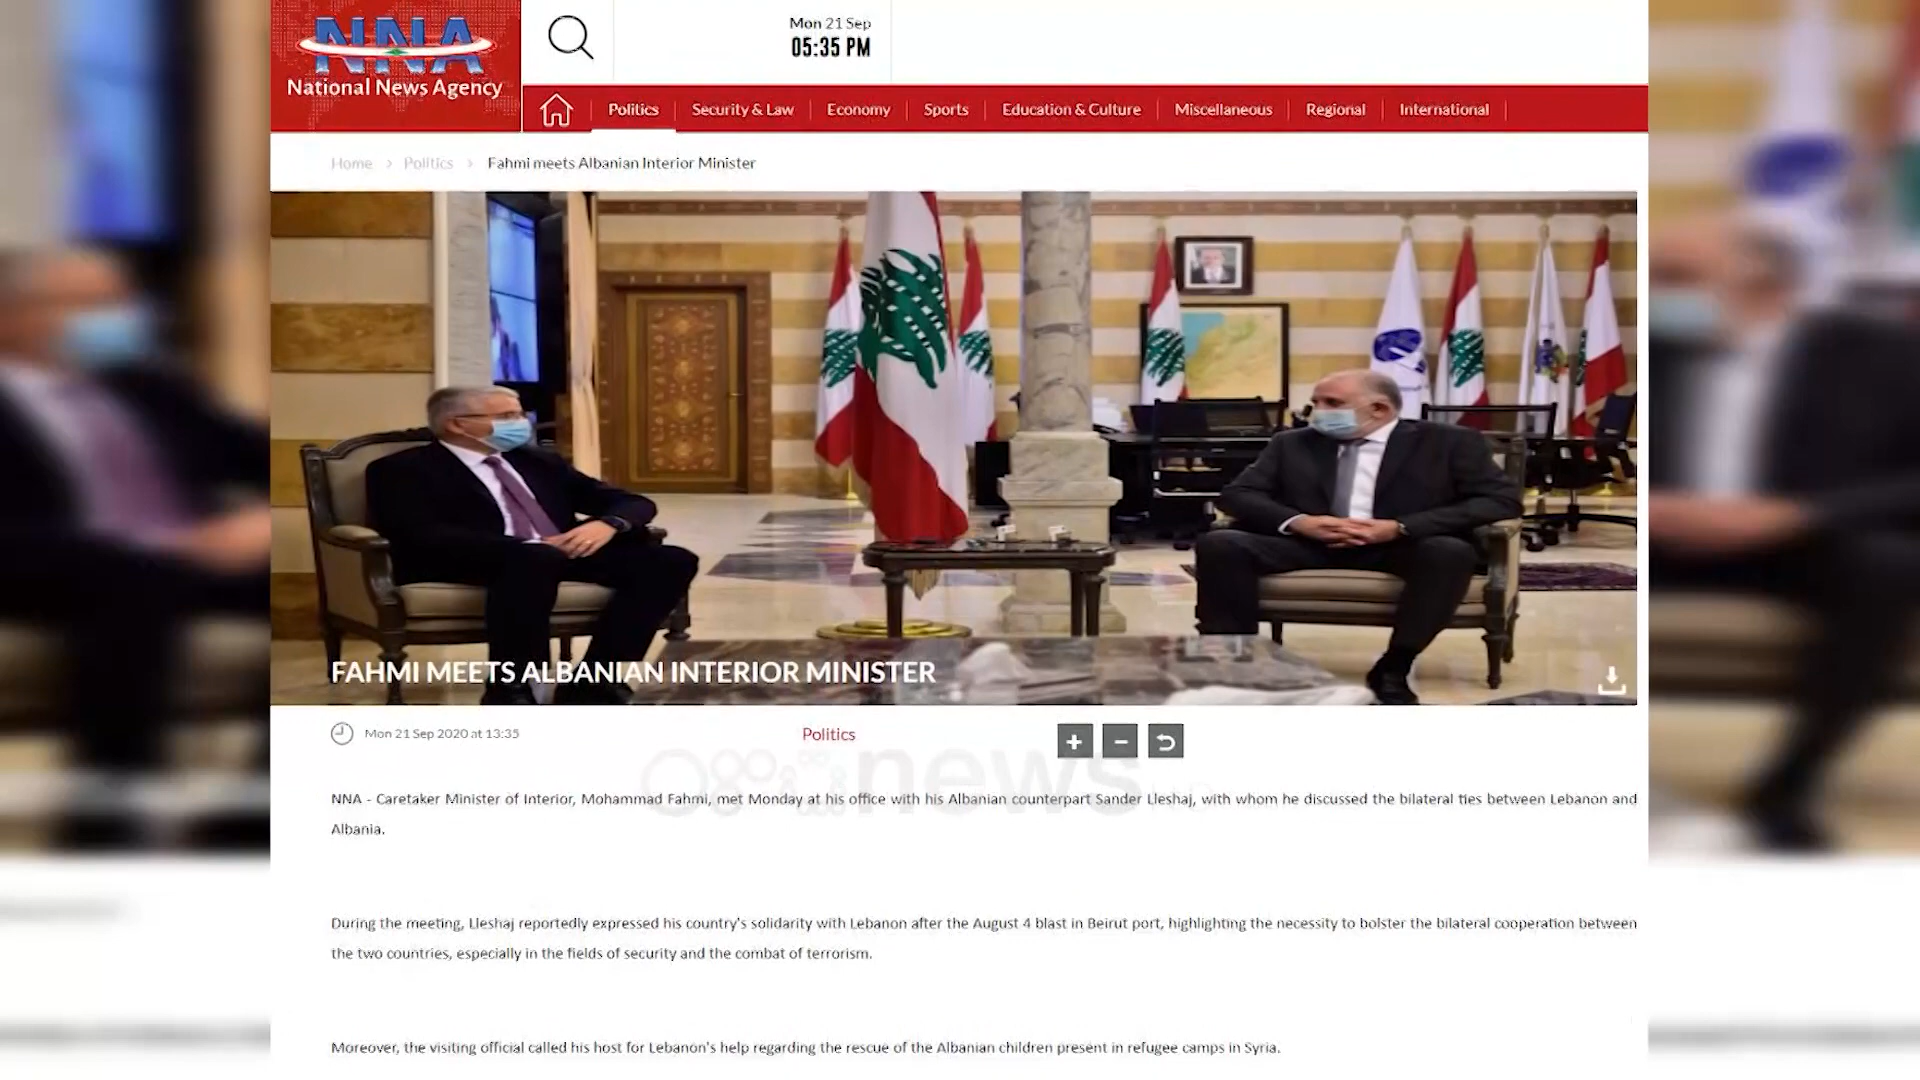 NNA
National News Agency
Mon 21 Sep
05:35 PM
Politics
Security & Law
Economy
Sports
Education & Culture
Miscellaneous
Regional
International
Home > Politics > Fahmi meets Albanian Interior Minister
FAHMI MEETS ALBANIAN INTERIOR MINISTER
Mon 21 Sep 2020 at 13:35
Politics
news
NNA - Caretaker Minister of Interior, Mohammad Fahmi, met Monday at his office with his Albanian counterpart Sander Lleshaj, with whom he discussed the bilateral ties between Lebanon and
Albania.
During the meeting, Lleshaj reportedly expressed his country's solidarity with Lebanon after the August 4 blast in Beirut port, highlighting the necessity to bolster the bilateral cooperation between
the two countries, especially in the fields of security and the combat of terrorism.
Moreover, the visiting official called his host for Lebanon's help regarding the rescue of the Albanian children present in refugee camps in Syria.